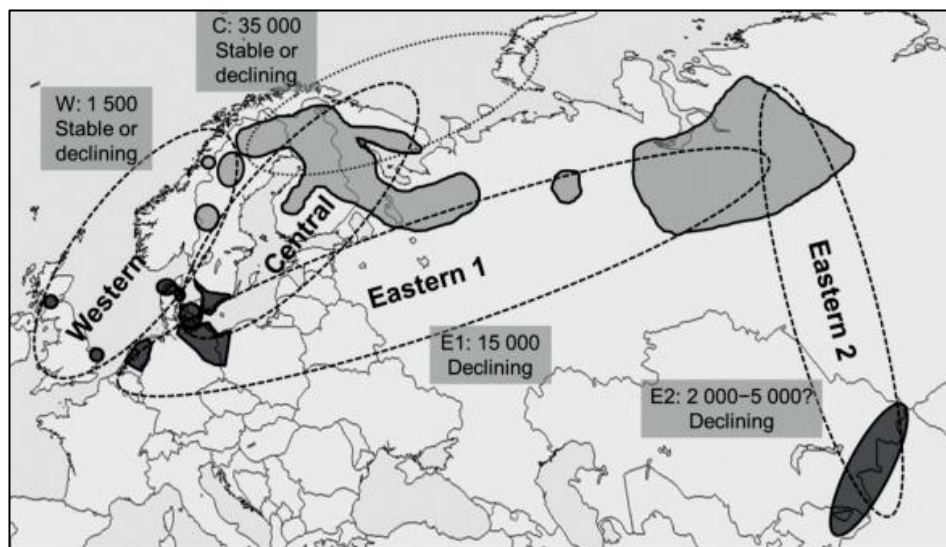 C: 35 000
Stable or
declining
W: 1 500
Stable or
declining
Western
Central
Eastern 1
Eastern 2
E1: 15 000
Declining
E2: 2 000–5 000?
Declining